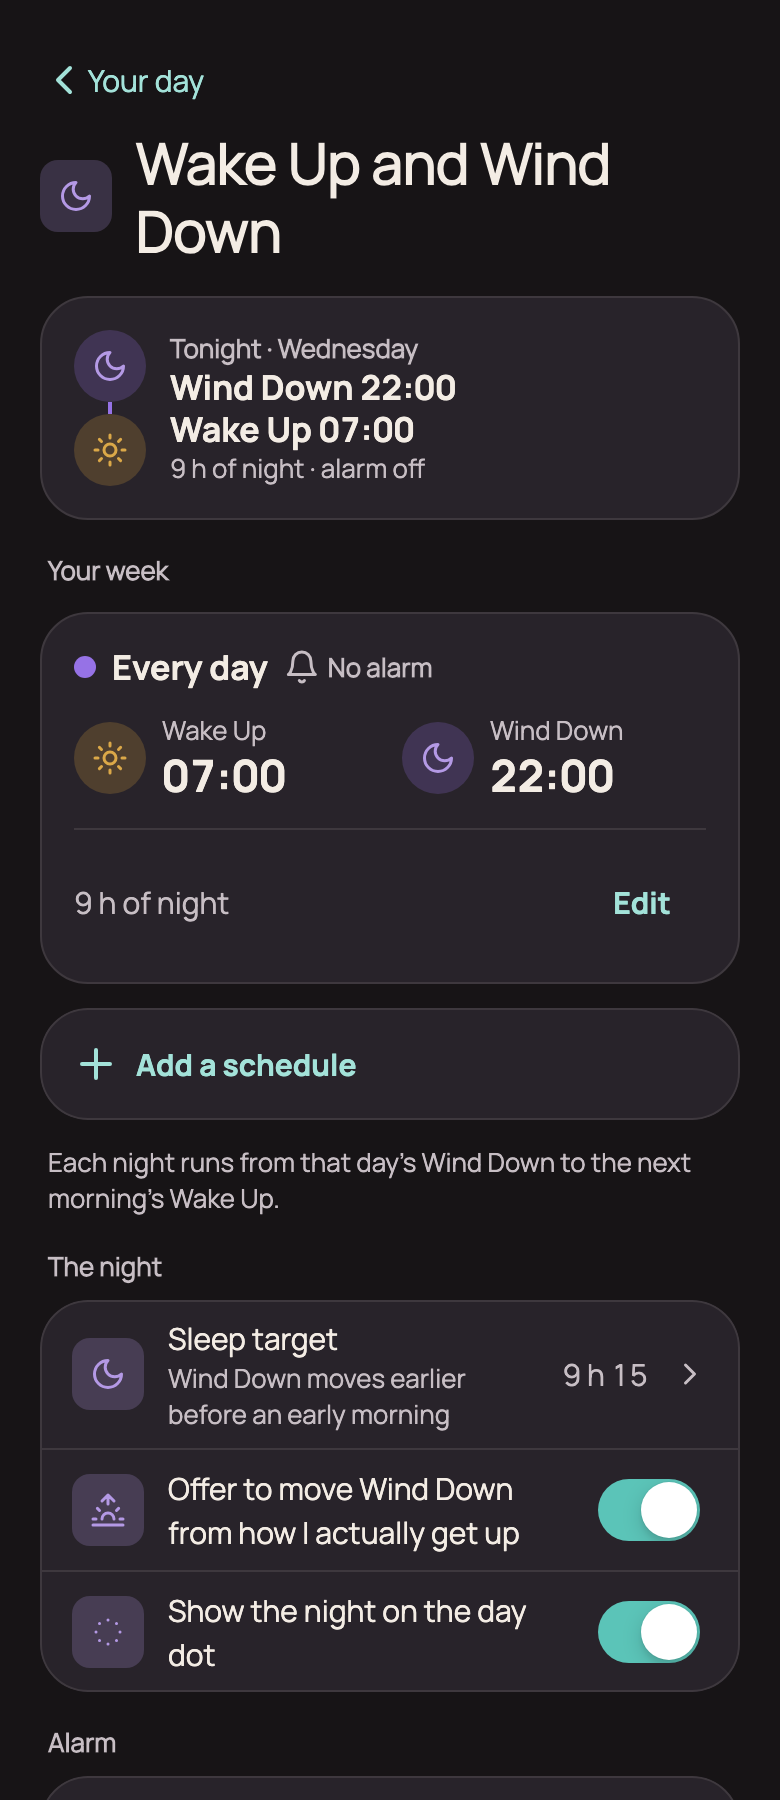 Your day
Wake Up and Wind
Down
Tonight · Wednesday
Wind Down 22:00
Wake Up 07:00
9 h of night · alarm off
Your week
Every day
No alarm
Wake Up
07:00
Wind Down
22:00
9 h of night
Edit
Add a schedule
Each night runs from that day's Wind Down to the next
morning's Wake Up.
The night
Sleep target
Wind Down moves earlier
before an early morning
9 h 15
Offer to move Wind Down
from how I actually get up
Show the night on the day
dot
Alarm